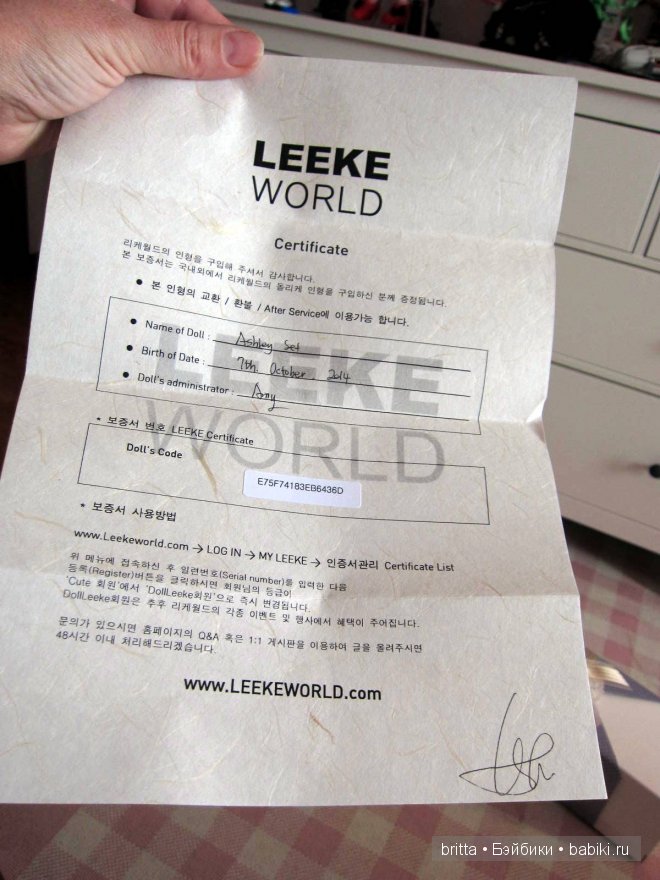 LEEKE
WORLD
Certificate
리케월드의 인형을 구입해 주셔서 감사합니다.
본 보증서는 국내외에서 리케월드의 올리케 인형을 구입하신 분께 증정됩니다.
● 본 인형의 교환 / 환불 / After Service에 이용가능 합니다.
● Name of Doll : Ashley Set
● Birth of Date : 7th, October, 2014
● Doll's administrator : Amy
* 보증서 번호 LEEKE Certificate
Doll's Code
E75F74183EB6436D
* 보증서 사용방법
www.Leekeworld.com → LOG IN → MY LEEKE → 인증서관리 Certificate List
위 메뉴에 접속하신 후 일련번호(Serial number)를 입력한 다음
등록(Register)버튼을 클릭하시면 회원님의 등급이
'Cute 회원'에서 'DollLeeke회원'으로 즉시 변경됩니다.
DollLeeke회원은 추후 리케월드의 각종 이벤트 및 행사에서 혜택이 주어집니다.
문의가 있으시면 홈페이지의 Q&A 혹은 1:1 게시판을 이용하여 글을 올려주시면
48시간 이내 처리해드리겠습니다.
www.LEEKEWORLD.com
LEEKE
WORLD
britta • Бэйбики • babiki.ru